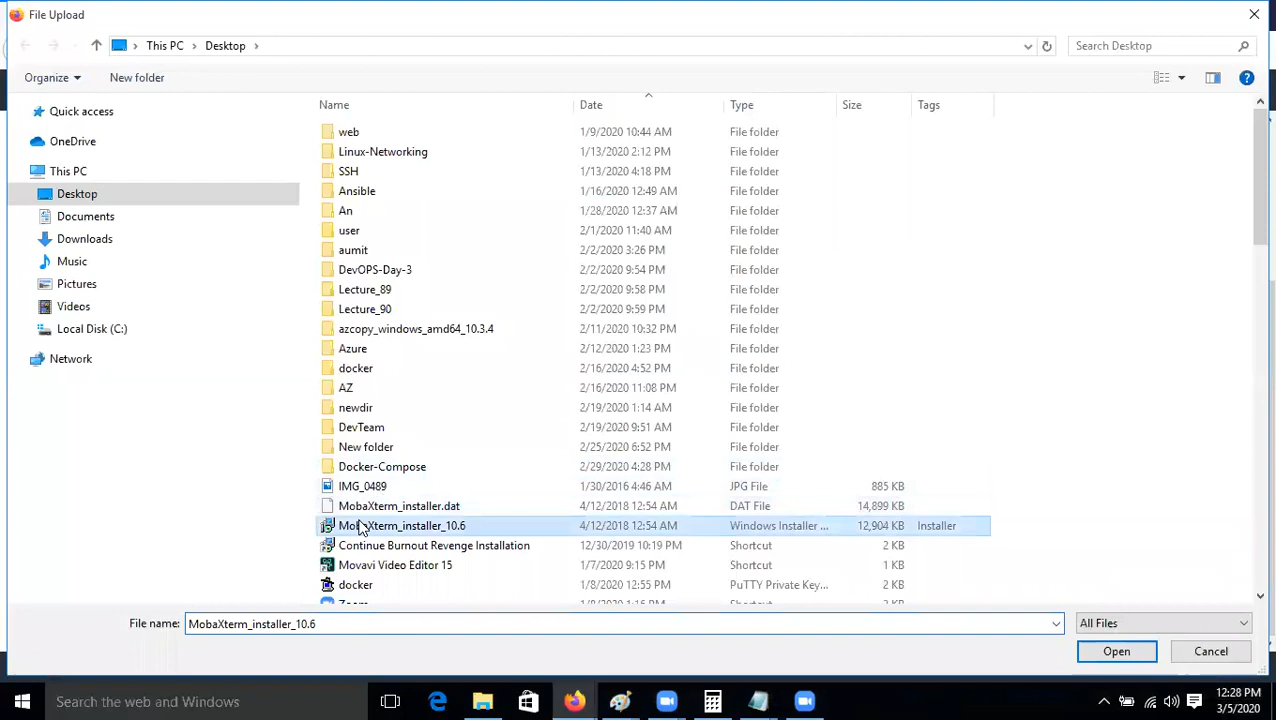 File Upload
This PC > Desktop >
Search Desktop
Organize
New folder
Name Date Type Size Tags
Quick access
OneDrive
This PC
Desktop
Documents
Downloads
Music
Pictures
Videos
Local Disk (C:)
Network
web 1/9/2020 10:44 AM File folder
Linux-Networking 1/13/2020 2:12 PM File folder
SSH 1/13/2020 4:18 PM File folder
Ansible 1/16/2020 12:49 AM File folder
An 1/28/2020 12:37 AM File folder
user 2/1/2020 11:40 AM File folder
aumit 2/2/2020 3:26 PM File folder
DevOPS-Day-3 2/2/2020 9:54 PM File folder
Lecture_89 2/2/2020 9:58 PM File folder
Lecture_90 2/2/2020 9:59 PM File folder
azcopy_windows_amd64_10.3.4 2/11/2020 10:32 PM File folder
Azure 2/12/2020 1:23 PM File folder
docker 2/16/2020 4:52 PM File folder
AZ 2/16/2020 11:08 PM File folder
newdir 2/19/2020 1:14 AM File folder
DevTeam 2/19/2020 9:51 AM File folder
New folder 2/25/2020 6:52 PM File folder
Docker-Compose 2/29/2020 4:28 PM File folder
IMG_0489 1/30/2016 4:46 AM JPG File 885 KB
MobaXterm_installer.dat 4/12/2018 12:54 AM DAT File 14,899 KB
MobaXterm_installer_10.6 4/12/2018 12:54 AM Windows Installer ... 12,904 KB Installer
Continue Burnout Revenge Installation 12/30/2019 10:19 PM Shortcut 2 KB
Movavi Video Editor 15 1/7/2020 9:15 PM Shortcut 1 KB
docker 1/8/2020 12:55 PM PuTTY Private Key... 2 KB
Zoom 1/8/2020 1:16 PM Shortcut 2 KB
File name: MobaXterm_installer_10.6
All Files
Open Cancel
Search the web and Windows
12:28 PM
3/5/2020